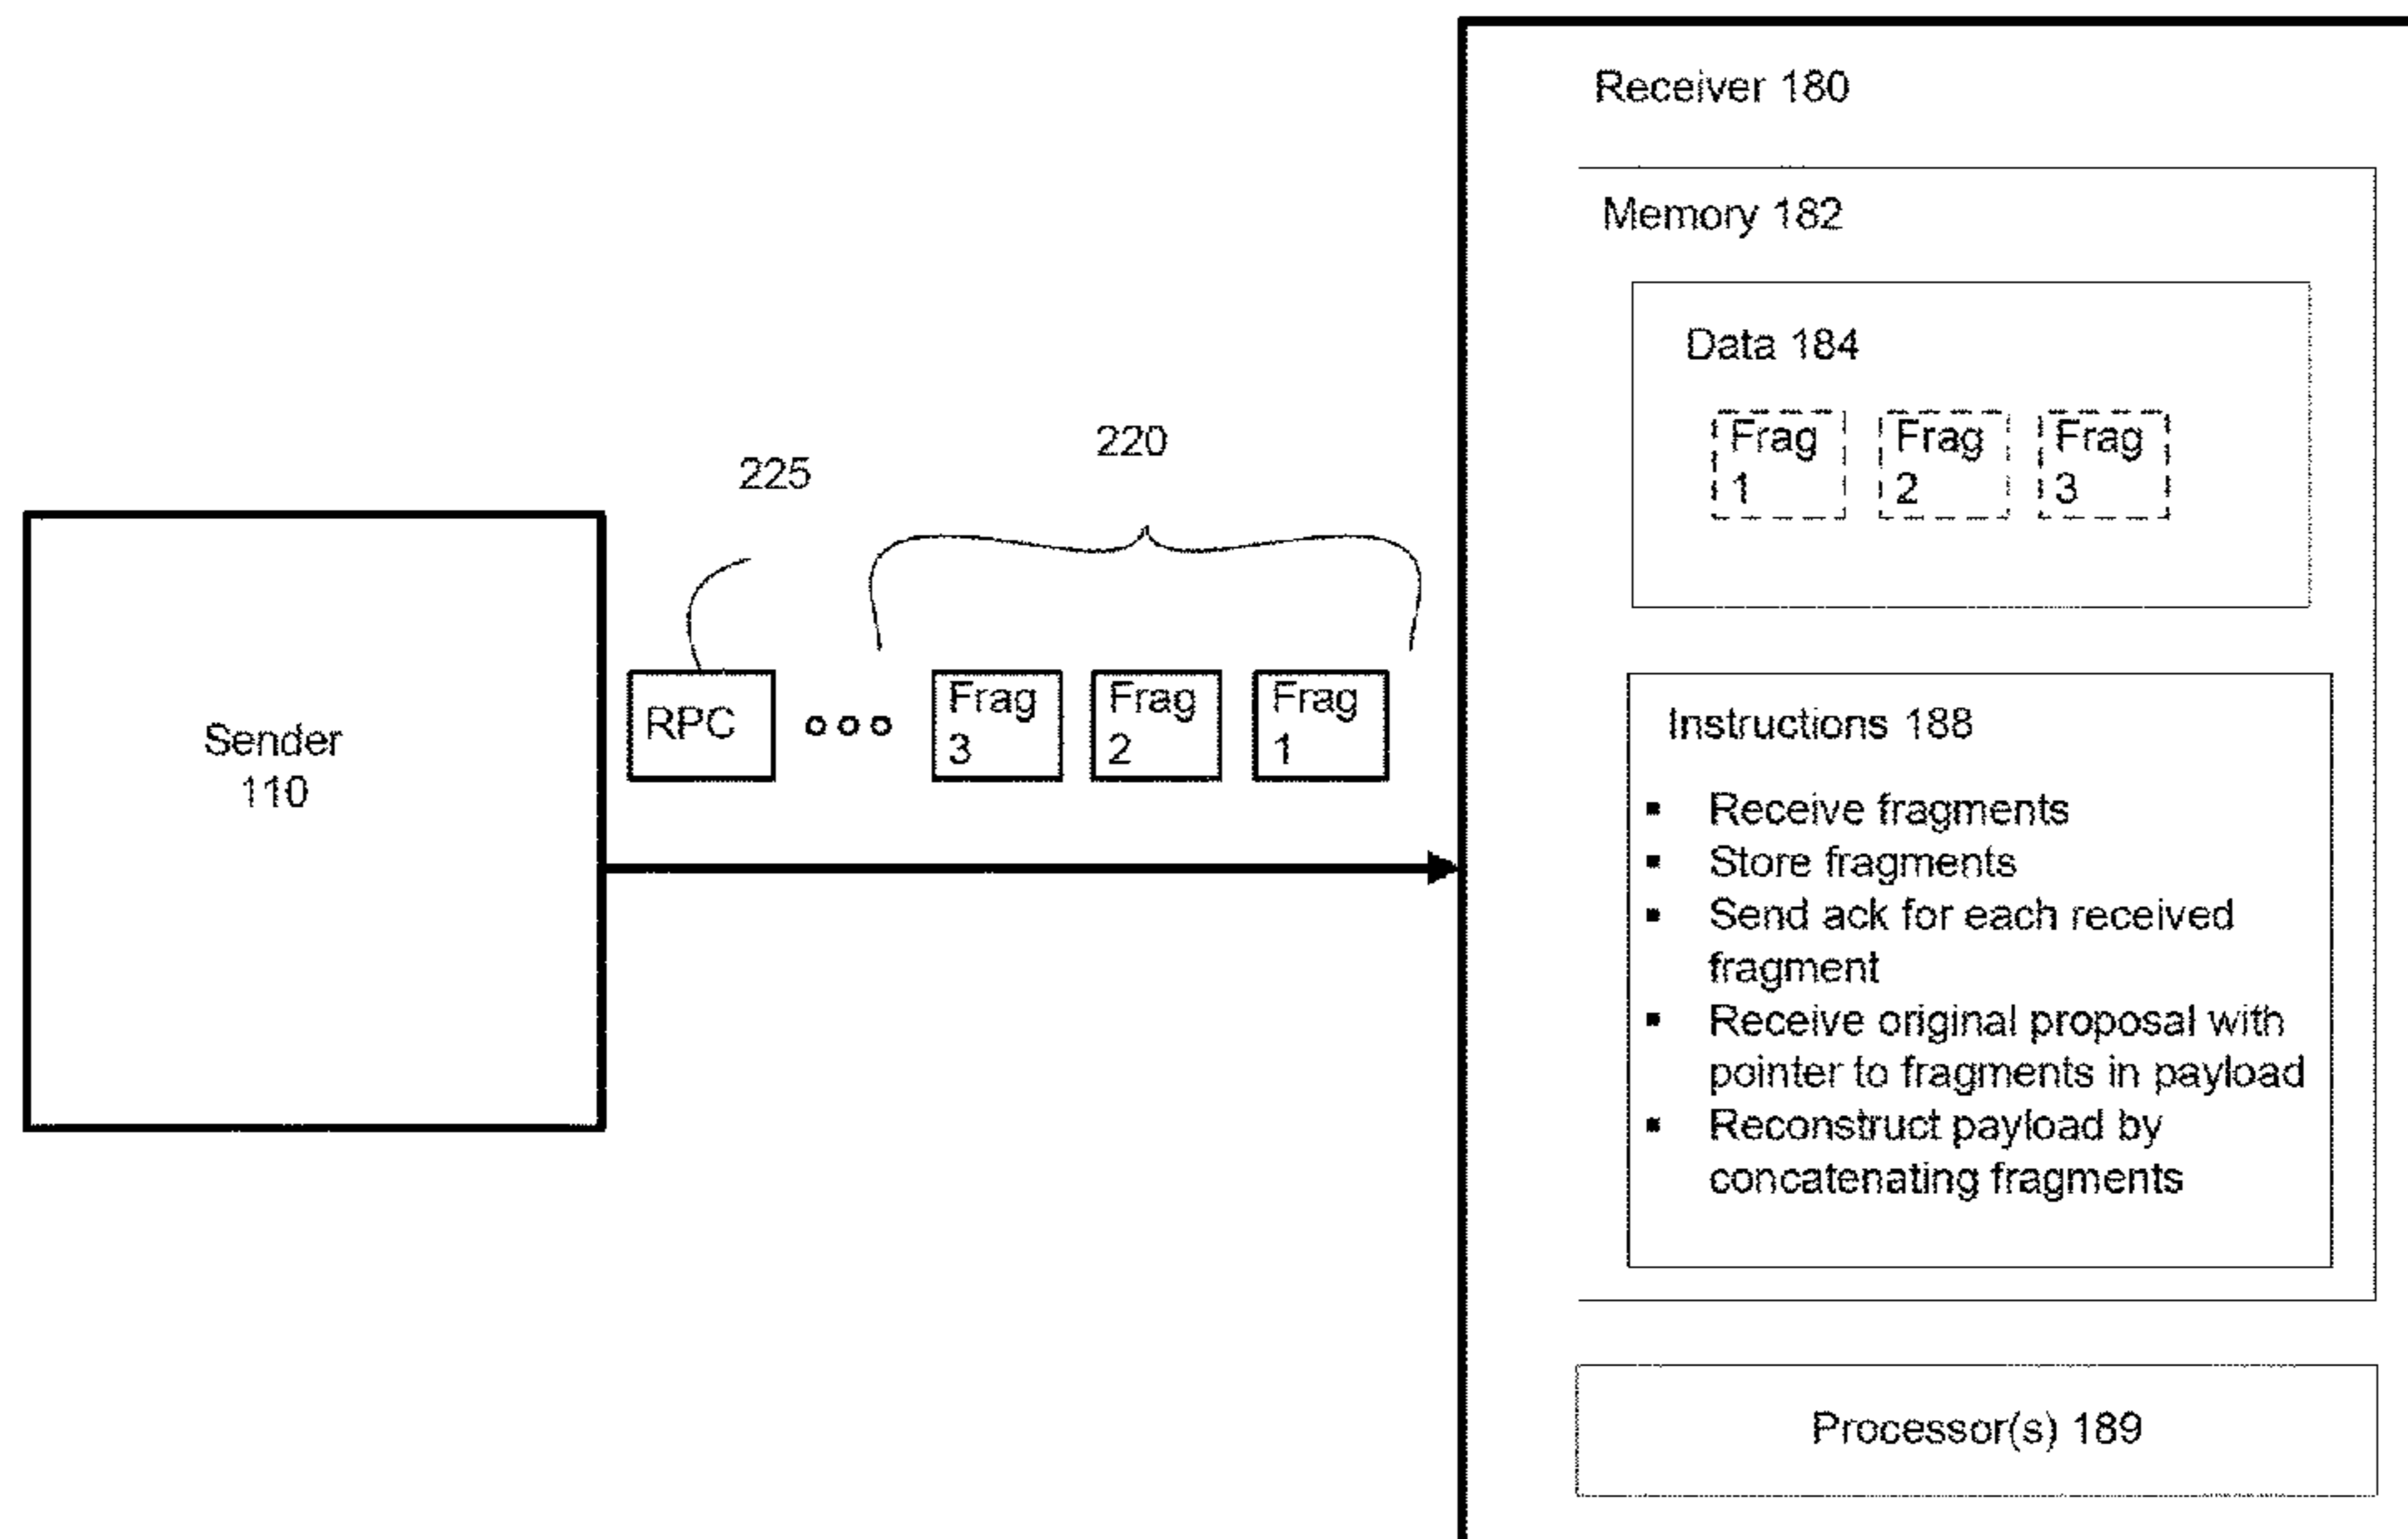 Receiver 180
Memory 182
Data 184
Frag
1
Frag
2
Frag
3
225
220
Sender
110
RPC
Frag
3
Frag
2
Frag
1
Instructions 188
▪ Receive fragments
▪ Store fragments
▪ Send ack for each received
fragment
▪ Receive original proposal with
pointer to fragments in payload
▪ Reconstruct payload by
concatenating fragments
Processor(s) 189